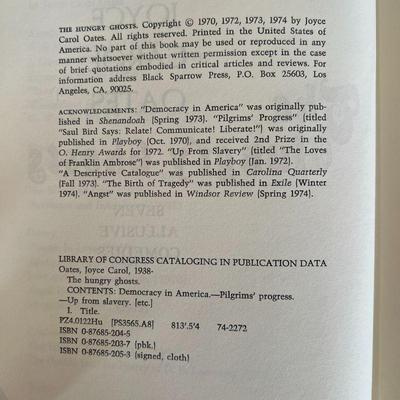 THE HUNGRY GHOSTS. Copyright © 1970, 1972, 1973, 1974 by Joyce
Carol Oates. All rights reserved. Printed in the United States of
America. No part of this book may be used or reproduced in any
manner whatsoever without written permission except in the case
of brief quotations embodied in critical articles and reviews. For
information address Black Sparrow Press, P.O. Box 25603, Los
Angeles, CA, 90025.
ACKNOWLEDGEMENTS: "Democracy in America" was originally pub-
lished in Shenandoah [Spring 1973]. "Pilgrims' Progress" (titled
"Saul Bird Says: Relate! Communicate! Liberate!") was originally
published in Playboy [Oct. 1970], and received 2nd Prize in the
O. Henry Awards for 1972. "Up From Slavery" (titled "The Loves
of Franklin Ambrose") was published in Playboy [Jan. 1972].
"A Descriptive Catalogue" was published in Carolina Quarterly
(Fall 1973]. "The Birth of Tragedy" was published in Exile [Winter
1974]. "Angst" was published in Windsor Review (Spring 1974).
SEVEN
ALLUSIVE
COMEDIES
LIBRARY OF CONGRESS CATALOGING IN PUBLICATION DATA
Oates, Joyce Carol, 1938-
The hungry ghosts.
CONTENTS: Democracy in America.—Pilgrims' progress.
—Up from slavery. [etc.]
I. Title.
PZ4.0122Hu [PS3565.A8] 813'.5'4 74-2272
ISBN 0-87685-204-5
ISBN 0-87685-203-7 (pbk.)
ISBN 0-87685-205-3 (signed, cloth)